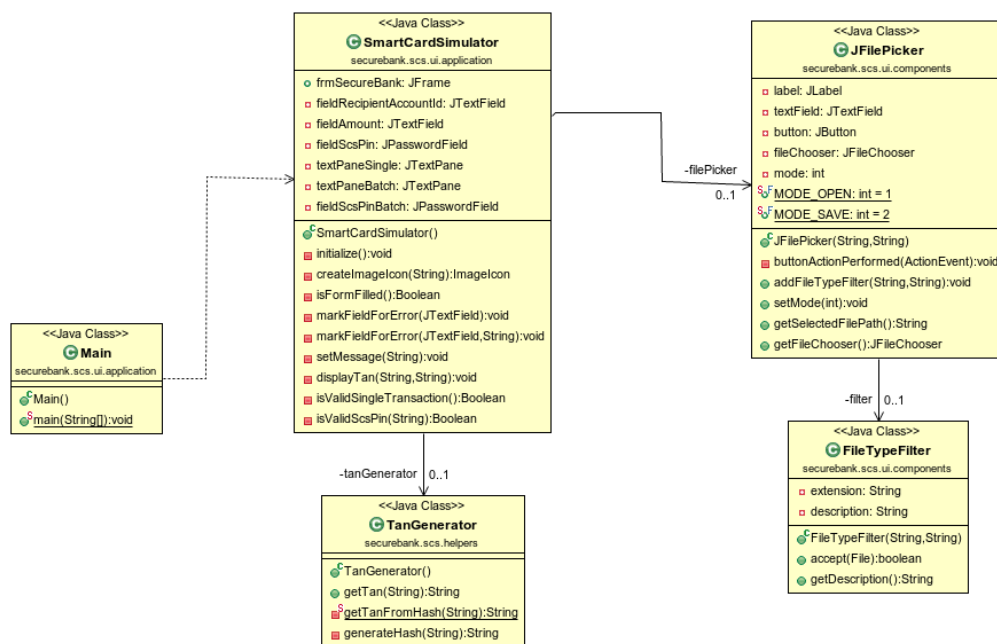 <<Java Class>>
SmartCardSimulator
securebank.scs.ui.application
frmSecureBank: JFrame
fieldRecipientAccountId: JTextField
fieldAmount: JTextField
fieldScsPin: JPasswordField
textPaneSingle: JTextPane
textPaneBatch: JTextPane
fieldScsPinBatch: JPasswordField
SmartCardSimulator()
initialize():void
createImageIcon(String):ImageIcon
isFormFilled():Boolean
markFieldForError(JTextField):void
markFieldForError(JTextField,String):void
setMessage(String):void
displayTan(String,String):void
isValidSingleTransaction():Boolean
isValidScsPin(String):Boolean
<<Java Class>>
JFilePicker
securebank.scs.ui.components
label: JLabel
textField: JTextField
button: JButton
fileChooser: JFileChooser
mode: int
MODE_OPEN: int = 1
MODE_SAVE: int = 2
JFilePicker(String,String)
buttonActionPerformed(ActionEvent):void
addFileTypeFilter(String,String):void
setMode(int):void
getSelectedFilePath():String
getFileChooser():JFileChooser
-filePicker
0..1
<<Java Class>>
Main
securebank.scs.ui.application
Main()
main(String[]):void
-tanGenerator
0..1
-filter
0..1
<<Java Class>>
TanGenerator
securebank.scs.helpers
TanGenerator()
getTan(String):String
getTanFromHash(String):String
generateHash(String):String
<<Java Class>>
FileTypeFilter
securebank.scs.ui.components
extension: String
description: String
FileTypeFilter(String,String)
accept(File):boolean
getDescription():String